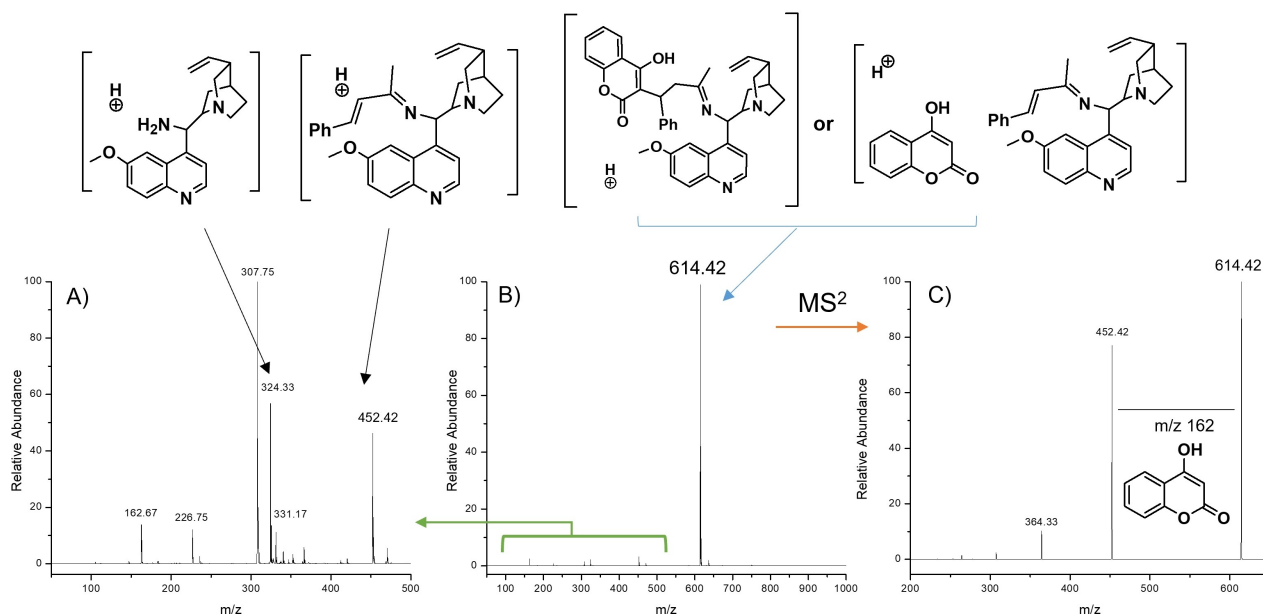 H
⊕
H₂N
N
O
N
H
⊕
Ph
N
N
O
N
OH
O
O
Ph
N
N
O
N
H
⊕
or
H
⊕
OH
O
O
Ph
N
N
O
N
A)
307.75
324.33
452.42
162.67
226.75
331.17
Relative Abundance
100
80
60
40
20
0
100
200
300
400
500
m/z
B)
614.42
Relative Abundance
100
80
60
40
20
0
100
200
300
400
500
600
700
800
900
1000
m/z
MS²
C)
614.42
452.42
364.33
m/z 162
OH
O
O
Relative Abundance
100
80
60
40
20
0
200
300
400
500
600
m/z